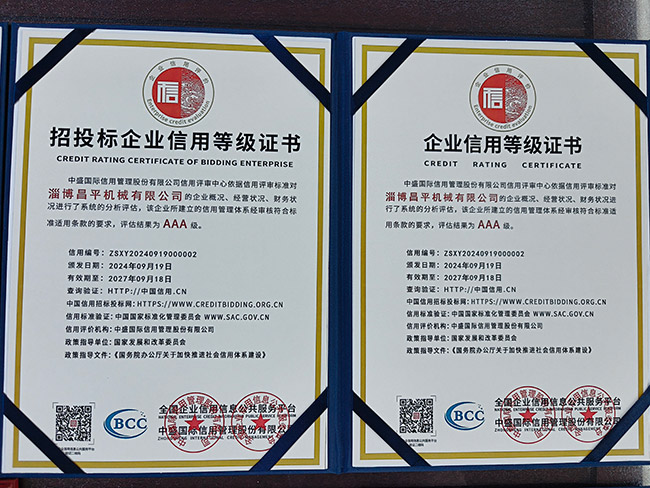 企业信用评价
信
Enterprise credit evaluation
招投标企业信用等级证书
CREDIT RATING CERTIFICATE OF BIDDING ENTERPRISE
中盛国际信用管理股份有限公司信用评审中心依据信用评审标准对
淄博昌平机械有限公司的企业概况、经营状况、财务状
况进行了系统的分析评估，该企业所建立的信用管理体系经审核符合标
准适用条款的要求，评估结果为 AAA 级。
信用编号：ZSXY20240919000002
颁发日期：2024年09月19日
有效期至：2027年09月18日
查询验证：HTTP://中国信用.CN
中国信用招标投标网：HTTPS://WWW.CREDITBIDDING.ORG.CN
信用标准验证：中国国家标准化管理委员会 WWW.SAC.GOV.CN
信用评价机构：中盛国际信用管理股份有限公司
政策指导单位：国家发展和改革委员会
政策指导文件：《国务院办公厅关于加快推进社会信用体系建设》
BCC
全国企业信用信息公共服务平台
中盛国际信用管理股份有限公司
企业信用评价
信
Enterprise credit evaluation
企业信用等级证书
CREDIT RATING CERTIFICATE
中盛国际信用管理股份有限公司信用评审中心依据信用评审标准对
淄博昌平机械有限公司的企业概况、经营状况、财务状
况进行了系统的分析评估，该企业所建立的信用管理体系经审核符合标准
适用条款的要求，评估结果为 AAA 级。
信用编号：ZSXY20240919000002
颁发日期：2024年09月19日
有效期至：2027年09月18日
查询验证：HTTP://中国信用.CN
中国信用招标投标网：HTTPS://WWW.CREDITBIDDING.ORG.CN
信用标准验证：中国国家标准化管理委员会 WWW.SAC.GOV.CN
信用评价机构：中盛国际信用管理股份有限公司
政策指导单位：国家发展和改革委员会
政策指导文件：《国务院办公厅关于加快推进社会信用体系建设》
BCC
全国企业信用信息公共服务平台
中盛国际信用管理股份有限公司